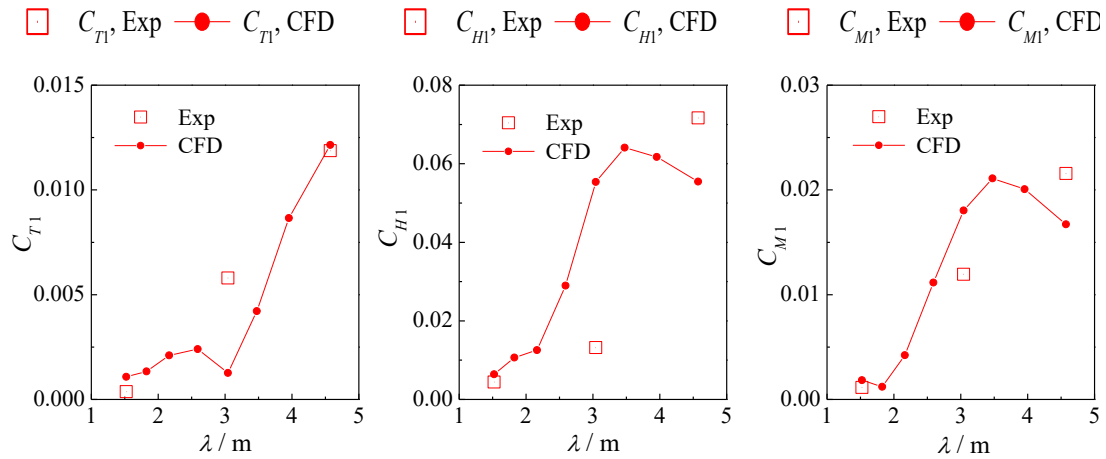 C_T1, Exp C_T1, CFD C_H1, Exp C_H1, CFD C_M1, Exp C_M1, CFD
0.015
0.010
0.005
0.000
C_T1
Exp
CFD
1 2 3 4 5
λ / m
0.08
0.06
0.04
0.02
0.00
C_H1
Exp
CFD
1 2 3 4 5
λ / m
0.03
0.02
0.01
0.00
C_M1
Exp
CFD
1 2 3 4 5
λ / m